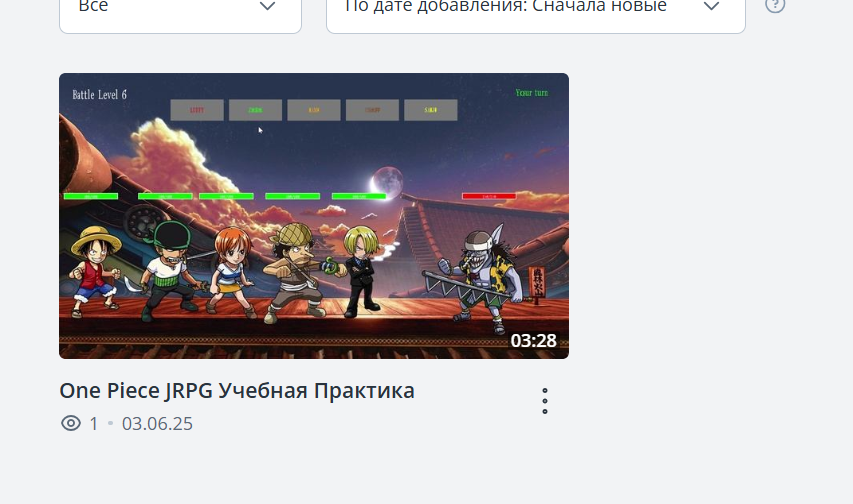 Все
По дате добавления: Сначала новые
?
Battle Level 6
Your turn
03:28
One Piece JRPG Учебная Практика
1 • 03.06.25